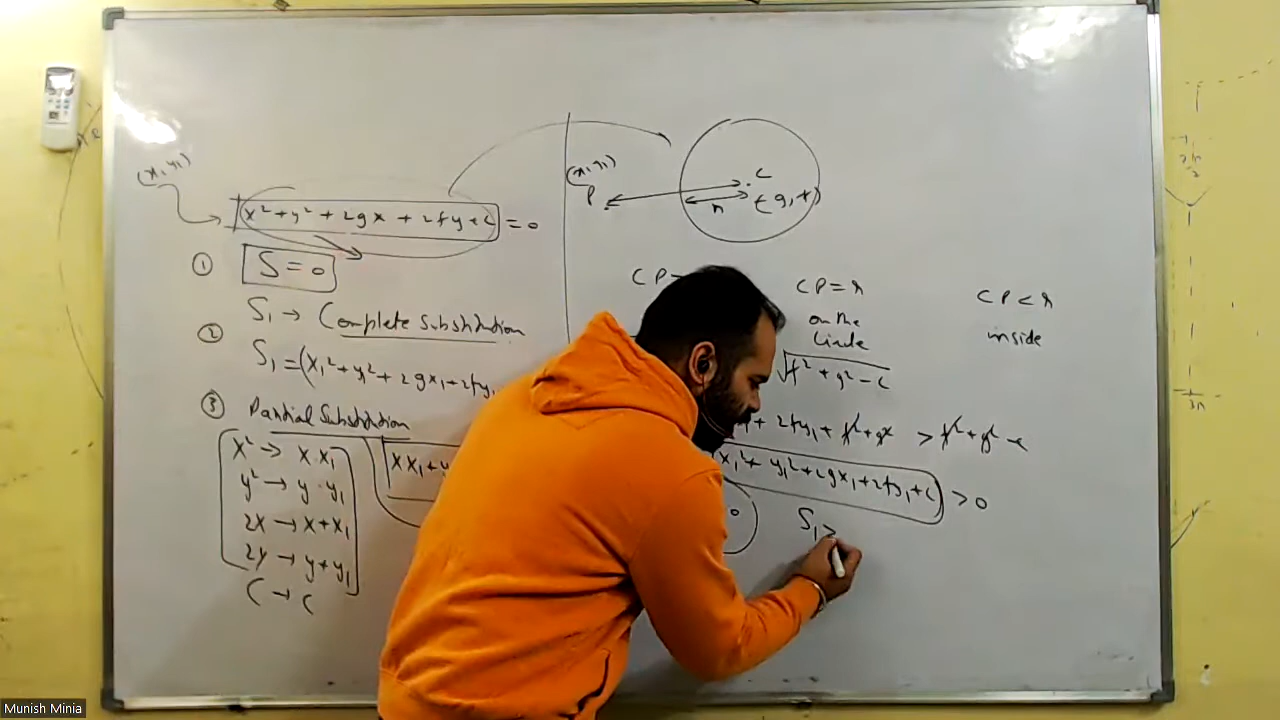 (x₁, y₁)
x² + y² + 2gx + 2fy + c = 0
① S = 0
S₁ → Complete Substitution
②
S₁ = (x₁² + y₁² + 2gx₁ + 2fy₁
③ Partial Substitution
x² → x x₁
y² → y · y₁
2x → x + x₁
2y → y + y₁
C → C
xx₁ + y
(x₁, y₁)
P
C
(-g, -f)
r
CP
CP = r
on the
Circle
CP < r
inside
√f² + g² - c
+ 2fy₁ + f² + g² > f² + g² - c
x₁² + y₁² + 2gx₁ + 2fy₁ + c > 0
S₁ >
Munish Minia